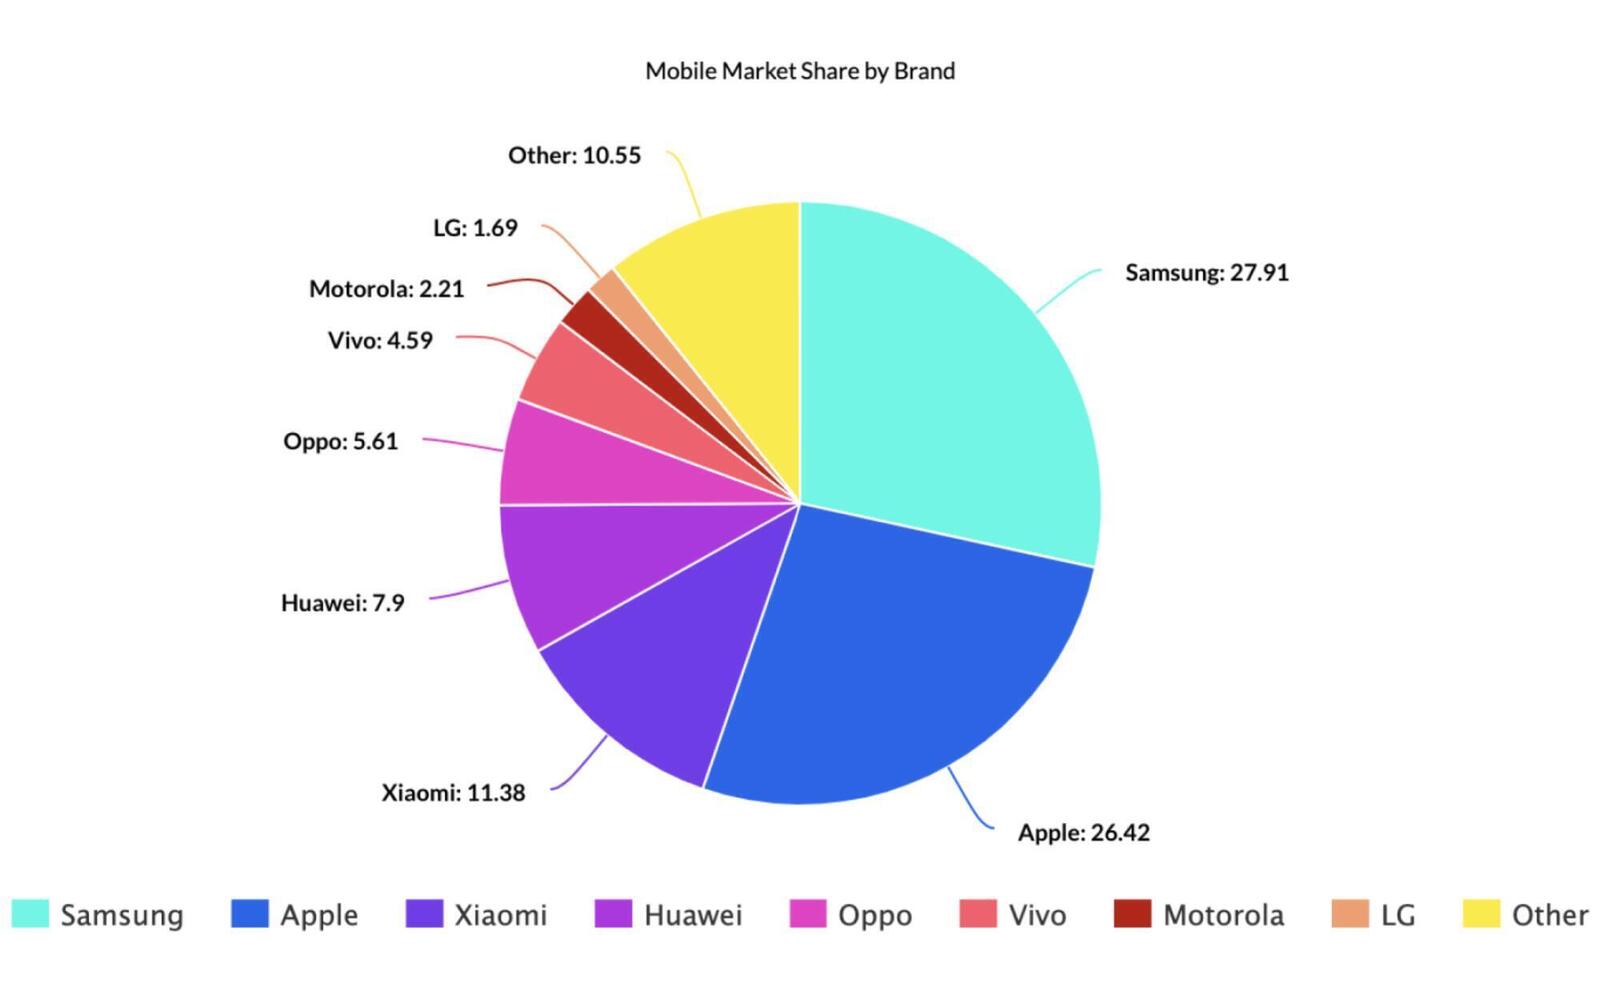 Mobile Market Share by Brand
Other: 10.55
LG: 1.69
Samsung: 27.91
Motorola: 2.21
Vivo: 4.59
Oppo: 5.61
Huawei: 7.9
Xiaomi: 11.38
Apple: 26.42
Samsung Apple Xiaomi Huawei Oppo Vivo Motorola LG Other